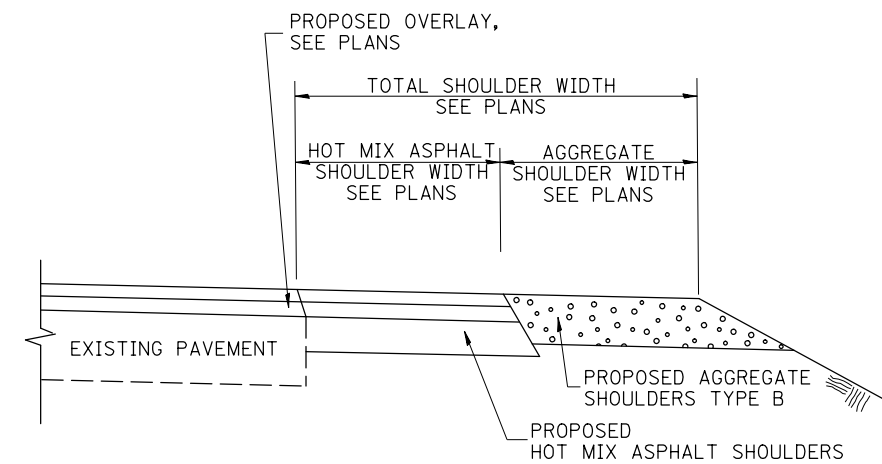 PROPOSED OVERLAY,
SEE PLANS
TOTAL SHOULDER WIDTH
SEE PLANS
HOT MIX ASPHALT
SHOULDER WIDTH
SEE PLANS
AGGREGATE
SHOULDER WIDTH
SEE PLANS
EXISTING PAVEMENT
PROPOSED AGGREGATE
SHOULDERS TYPE B
PROPOSED
HOT MIX ASPHALT SHOULDERS